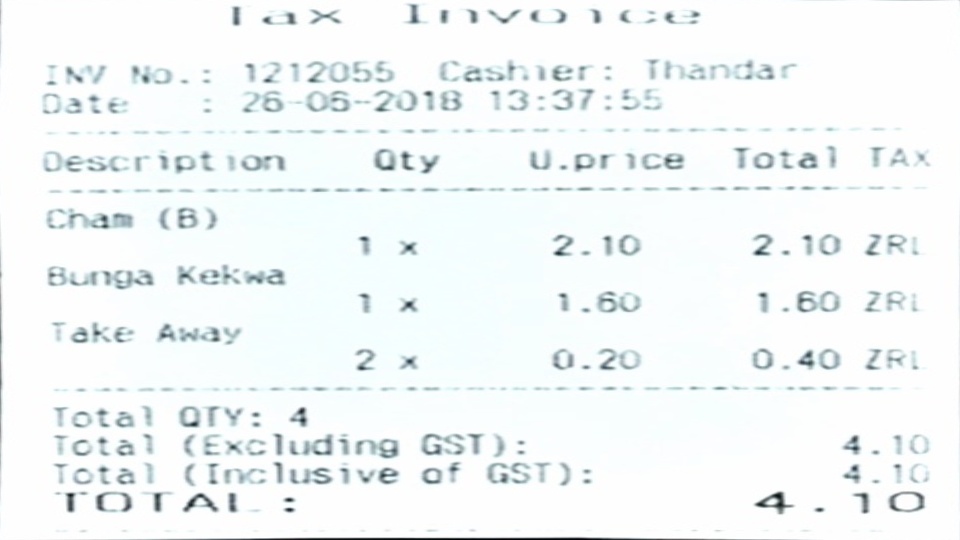 Tax Invoice
INV No.: 1212055 Cashier: Thandar
Date : 26-06-2018 13:37:55
Description Qty U.price Total TAX
Cham (B)
1 x 2.10 2.10 ZRL
Bunga Kekwa
1 x 1.60 1.60 ZRL
Take Away
2 x 0.20 0.40 ZRL
Total QTY: 4
Total (Excluding GST): 4.10
Total (Inclusive of GST): 4.10
TOTAL: 4.10